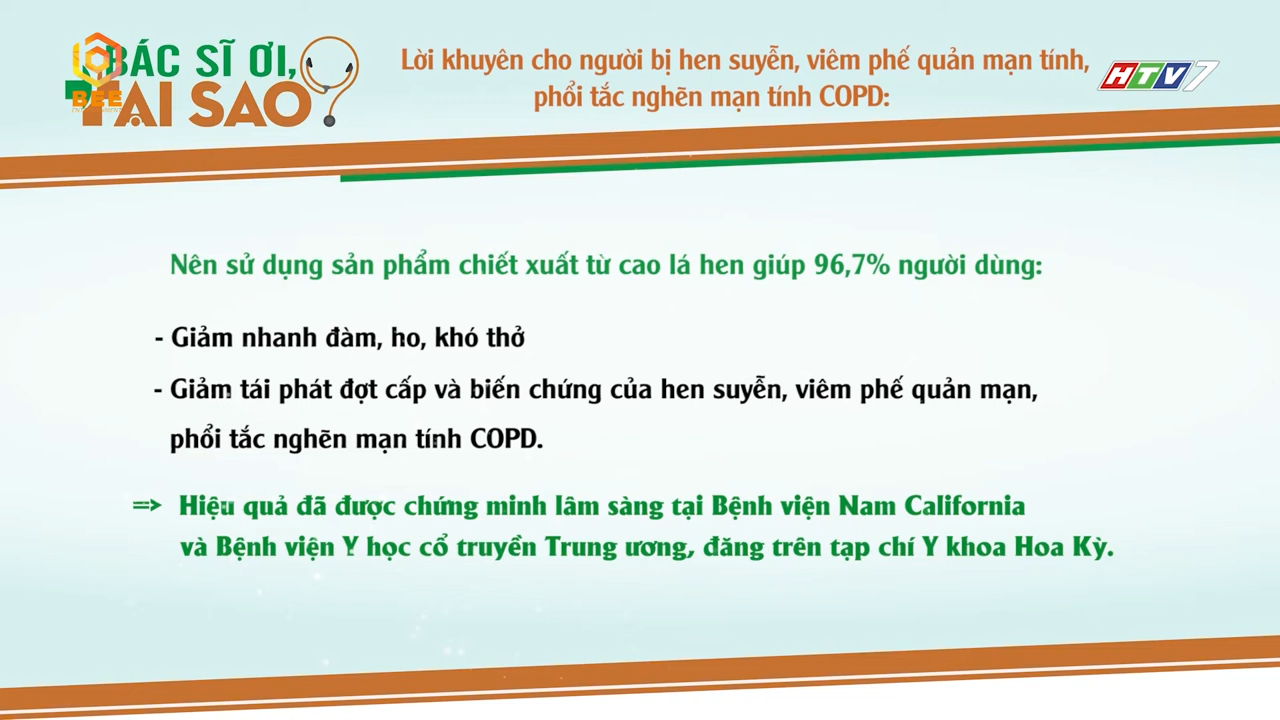 BÁC SĨ ƠI,
TẠI SAO
BEE
Lời khuyên cho người bị hen suyễn, viêm phế quản mạn tính,
phổi tắc nghẽn mạn tính COPD:
HTV7
Nên sử dụng sản phẩm chiết xuất từ cao lá hen giúp 96,7% người dùng:
- Giảm nhanh đàm, ho, khó thở
- Giảm tái phát đợt cấp và biến chứng của hen suyễn, viêm phế quản mạn,
phổi tắc nghẽn mạn tính COPD.
=> Hiệu quả đã được chứng minh lâm sàng tại Bệnh viện Nam California
và Bệnh viện Y học cổ truyền Trung ương, đăng trên tạp chí Y khoa Hoa Kỳ.